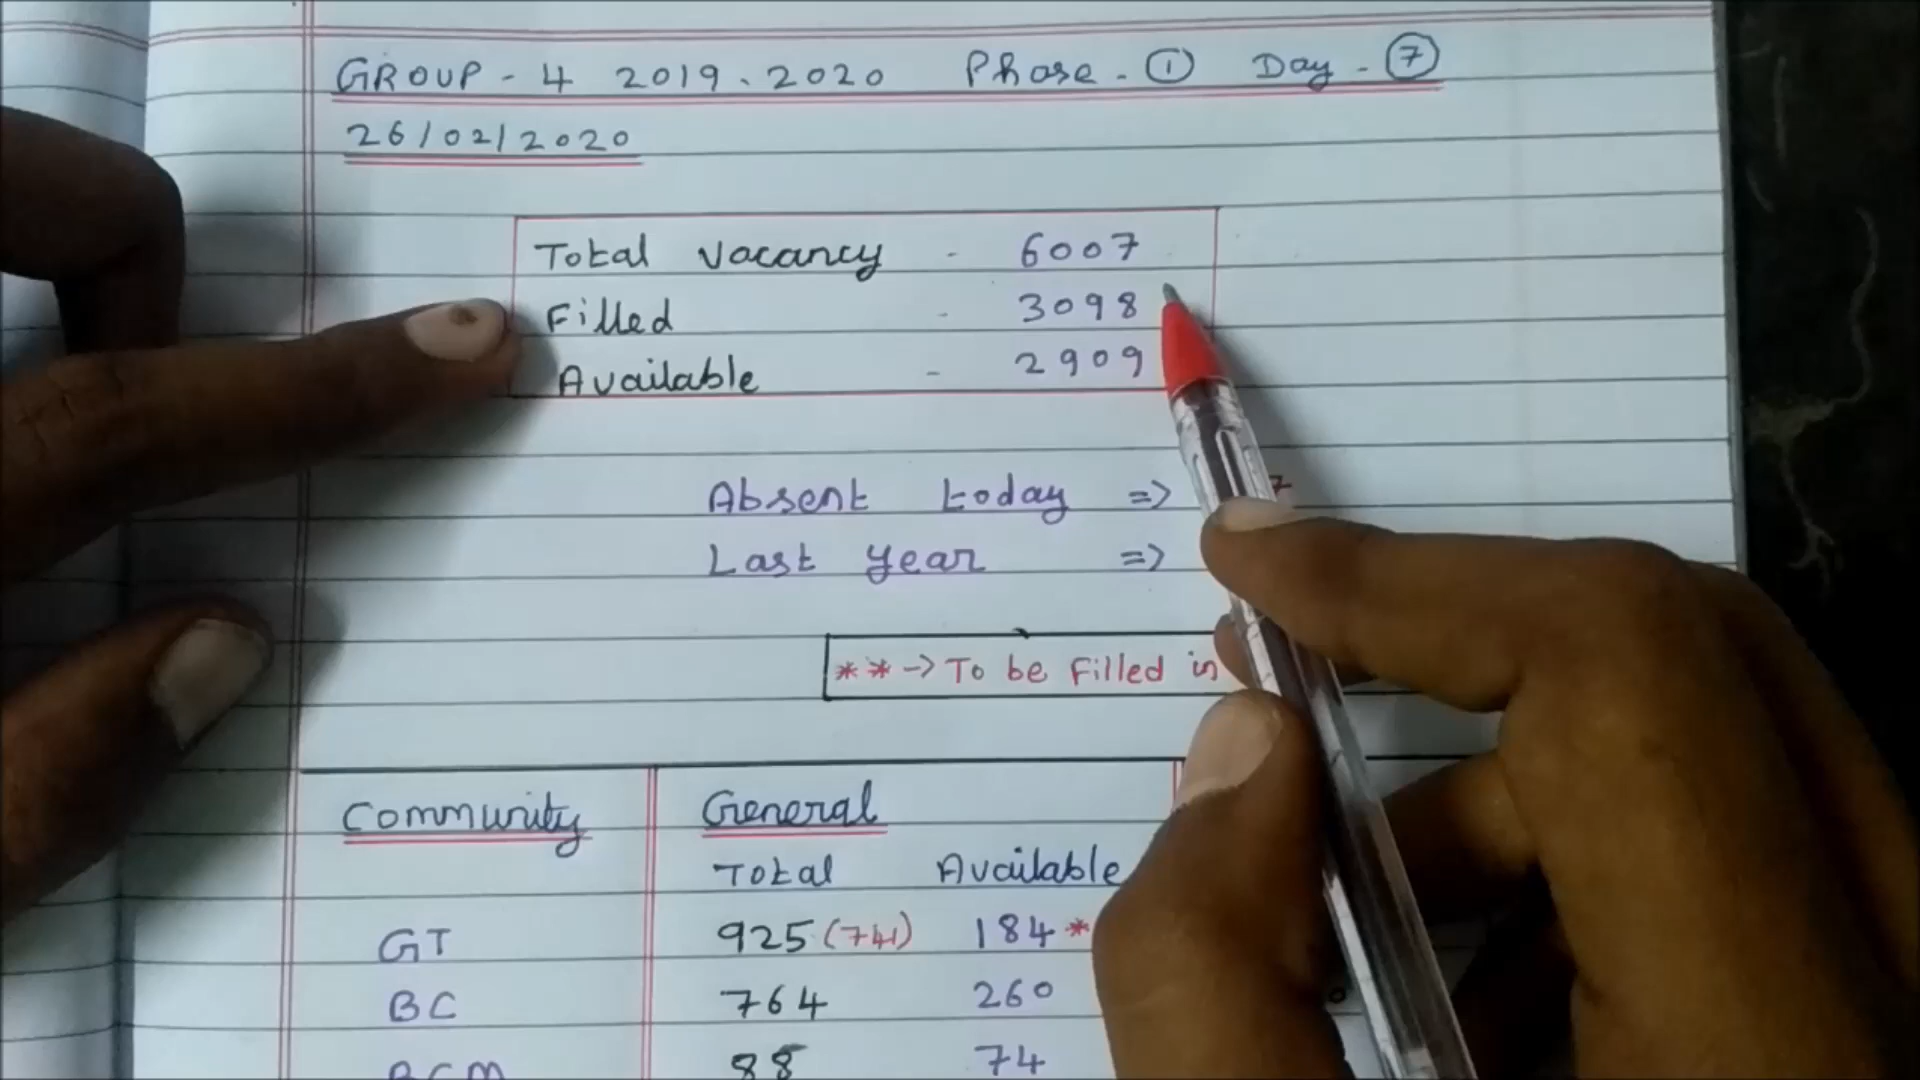 GROUP - 4 2019-2020 Phase - ① Day - ⑦
26/02/2020
Total Vacancy - 6007
Filled - 3098
Available - 2909
Absent today =>
Last year =>
** -> To be Filled in
Community General
Total Available
GT 925 (741) 184 *
BC 764 260
BCM 88 74